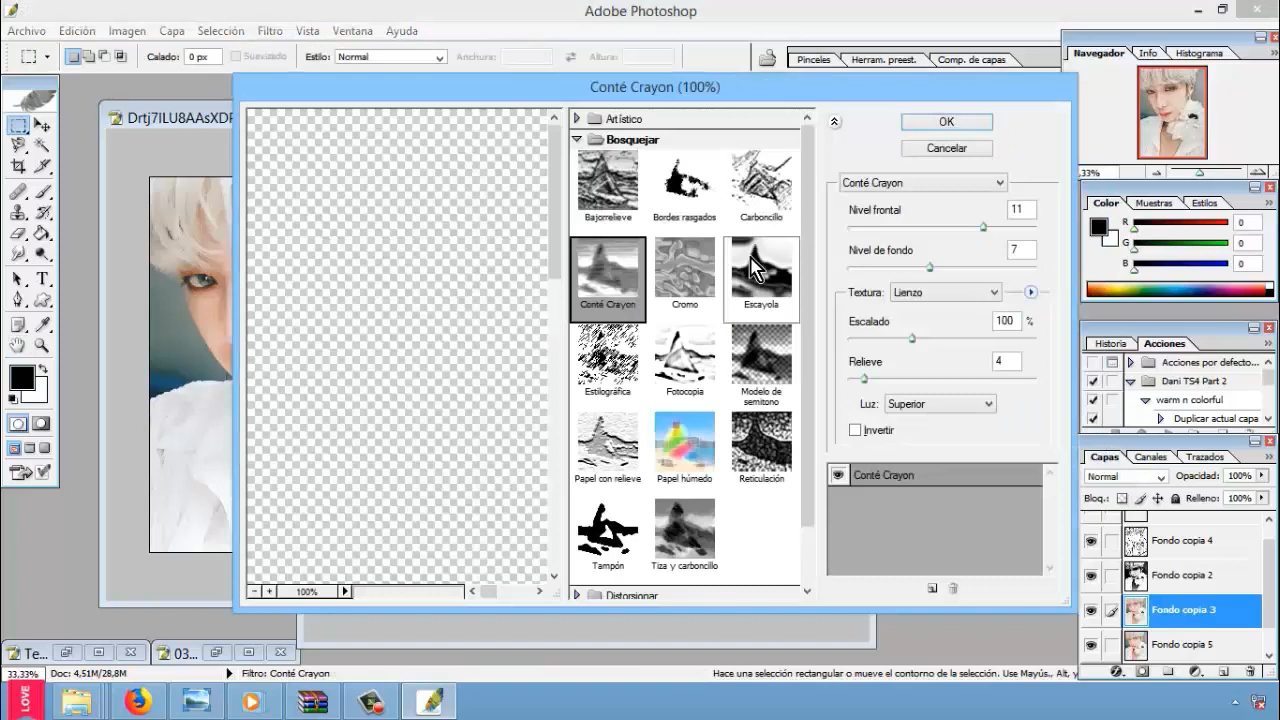 Adobe Photoshop
Archivo Edición Imagen Capa Selección Filtro Vista Ventana Ayuda
Calado: 0 px Suavizado Estilo: Normal Anchura: Altura:
Pinceles Herram. preest. Comp. de capas
Navegador Info Histograma
Drtj7ILU8AAsXDP
Conté Crayon (100%)
Artístico
Bosquejar
Bajorrelieve Bordes rasgados Carboncillo
Conté Crayon Cromo Escayola
Estilográfica Fotocopia Modelo de semitono
Papel con relieve Papel húmedo Reticulación
Tampón Tiza y carboncillo
Distorsionar
100%
OK
Cancelar
Conté Crayon
Nivel frontal 11
Nivel de fondo 7
Textura: Lienzo
Escalado 100 %
Relieve 4
Luz: Superior
Invertir
Conté Crayon
,33%
Color Muestras Estilos
R 0
G 0
B 0
Historia Acciones
Acciones por defecto...
Dani TS4 Part 2
warm n colorful
Duplicar actual capa
Capas Canales Trazados
Normal Opacidad: 100%
Bloq.: Relleno: 100%
Fondo copia 4
Fondo copia 2
Fondo copia 3
Fondo copia 5
Te... 03...
33,33% Doc: 4,51M/28,8M Filtro: Conté Crayon Hace una selección rectangular o mueve el contorno de la selección. Use Mayús., Alt, y
LOVE